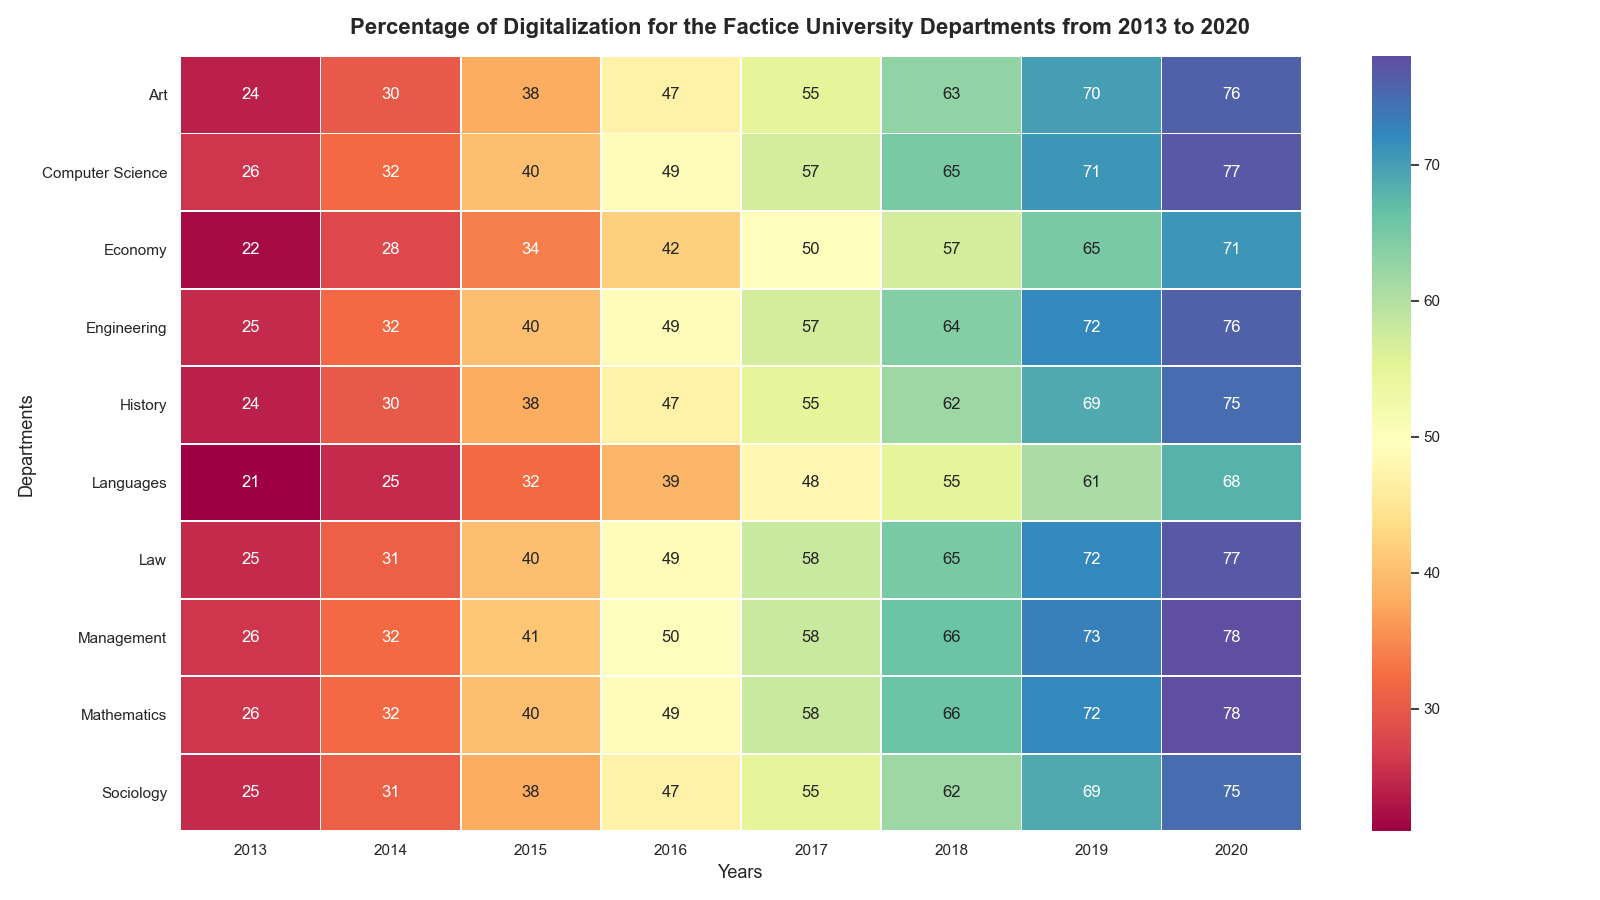 Percentage of Digitalization for the Factice University Departments from 2013 to 2020
Departments
Art 24 30 38 47 55 63 70 76
Computer Science 26 32 40 49 57 65 71 77
Economy 22 28 34 42 50 57 65 71
Engineering 25 32 40 49 57 64 72 76
History 24 30 38 47 55 62 69 75
Languages 21 25 32 39 48 55 61 68
Law 25 31 40 49 58 65 72 77
Management 26 32 41 50 58 66 73 78
Mathematics 26 32 40 49 58 66 72 78
Sociology 25 31 38 47 55 62 69 75
2013 2014 2015 2016 2017 2018 2019 2020
Years
70
60
50
40
30